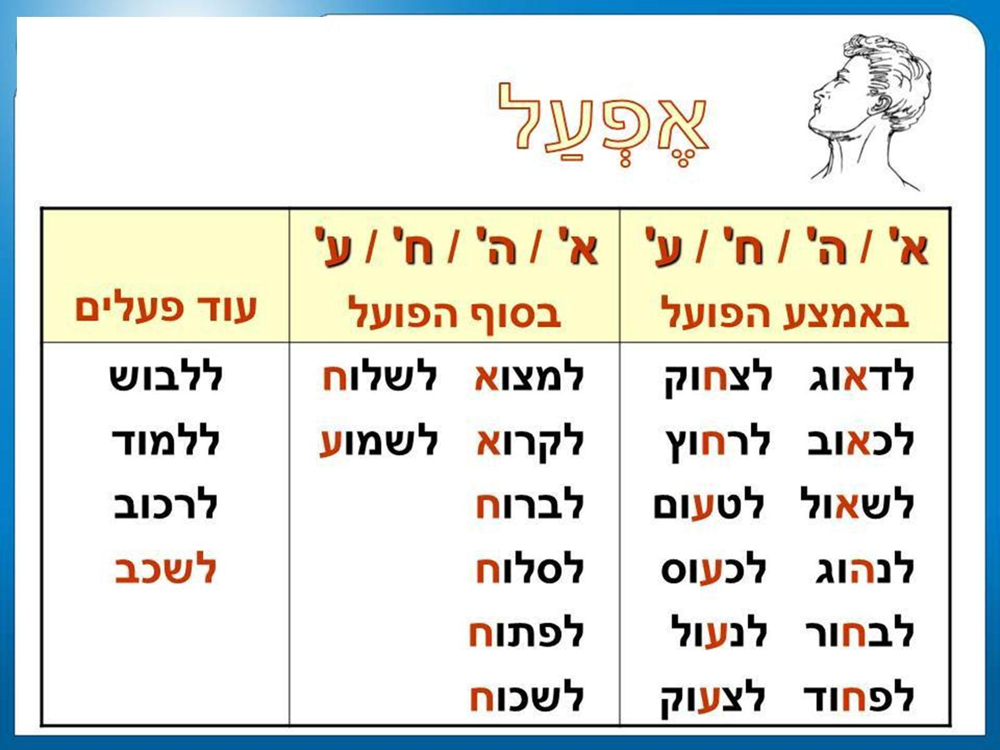 אֶפְעַל
א' / ה' / ח' / ע' א' / ה' / ח' / ע'
באמצע הפועל בסוף הפועל עוד פעלים
לדאוג לצחוק למצוא לשלוח ללבוש
לכאוב לרחוץ לקרוא לשמוע ללמוד
לשאול לטעום לברוח לרכוב
לנהוג לכעוס לסלוח לשכב
לבחור לנעול לפתוח
לפחוד לצעוק לשכוח